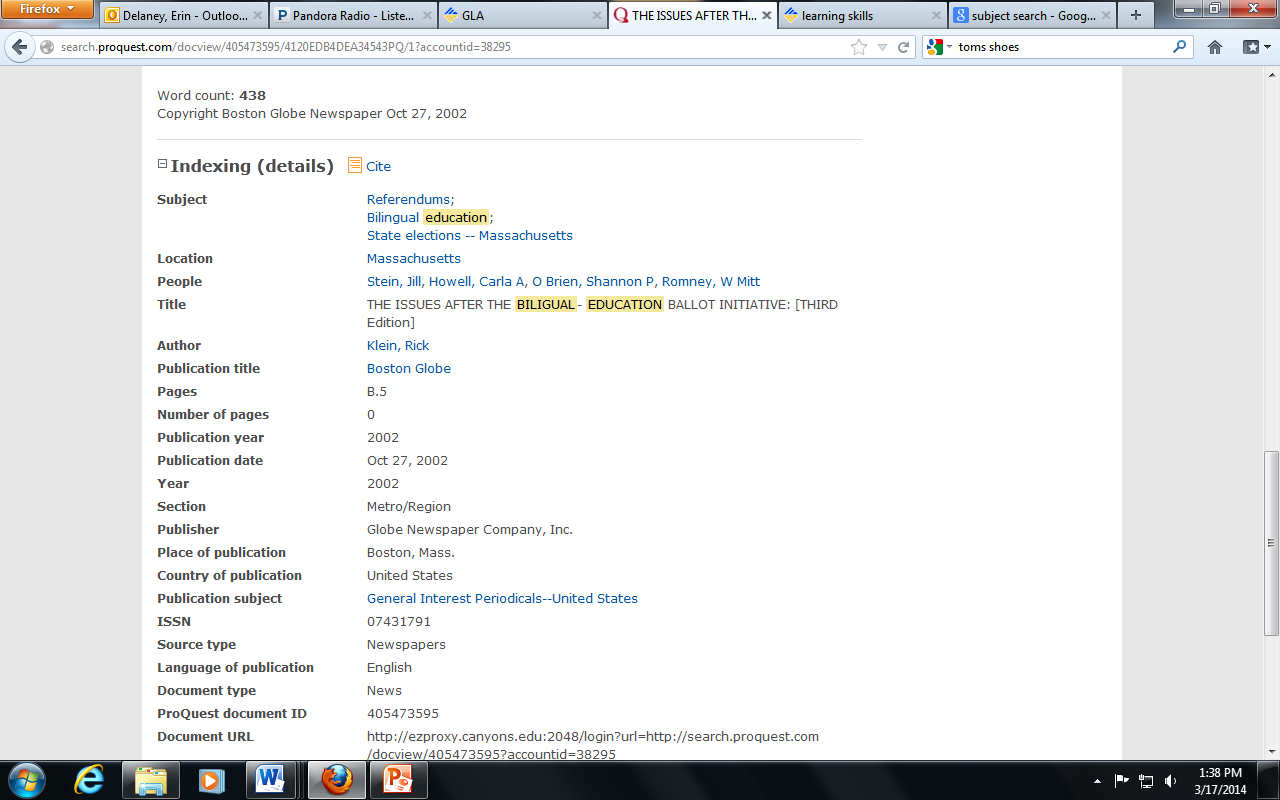 Firefox
Delaney, Erin - Outloo...
Pandora Radio - Liste...
GLA
THE ISSUES AFTER TH...
learning skills
subject search - Goog...
search.proquest.com/docview/405473595/4120EDB4DEA34543PQ/1?accountid=38295
toms shoes
Word count: 438
Copyright Boston Globe Newspaper Oct 27, 2002
Indexing (details) Cite
Subject Referendums;
Bilingual education;
State elections -- Massachusetts
Location Massachusetts
People Stein, Jill, Howell, Carla A, O Brien, Shannon P, Romney, W Mitt
Title THE ISSUES AFTER THE BILIGUAL- EDUCATION BALLOT INITIATIVE: [THIRD
Edition]
Author Klein, Rick
Publication title Boston Globe
Pages B.5
Number of pages 0
Publication year 2002
Publication date Oct 27, 2002
Year 2002
Section Metro/Region
Publisher Globe Newspaper Company, Inc.
Place of publication Boston, Mass.
Country of publication United States
Publication subject General Interest Periodicals--United States
ISSN 07431791
Source type Newspapers
Language of publication English
Document type News
ProQuest document ID 405473595
Document URL http://ezproxy.canyons.edu:2048/login?url=http://search.proquest.com
/docview/405473595?accountid=38295
1:38 PM
3/17/2014